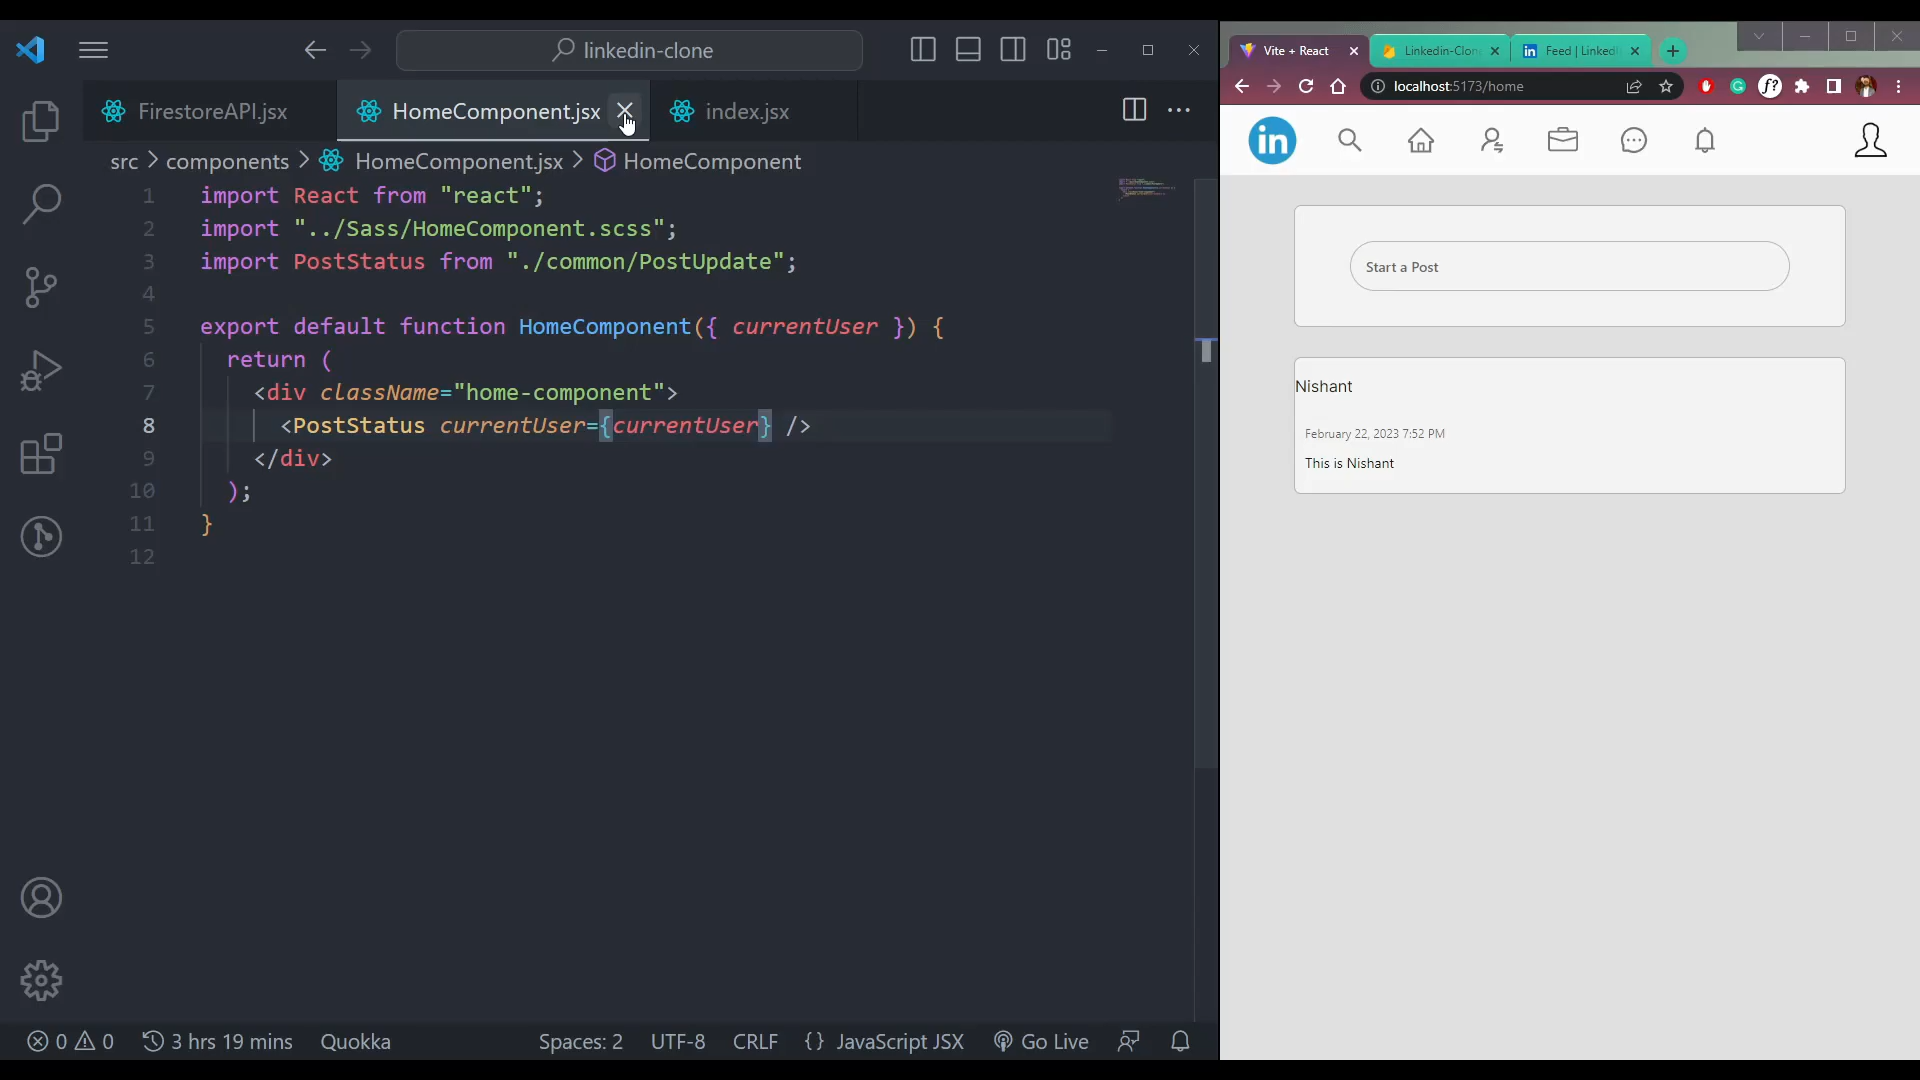 linkedin-clone
FirestoreAPI.jsx
HomeComponent.jsx
index.jsx
src > components > HomeComponent.jsx > HomeComponent
1 import React from "react";
2 import "../Sass/HomeComponent.scss";
3 import PostStatus from "./common/PostUpdate";
4
5 export default function HomeComponent({ currentUser }) {
6 return (
7 <div className="home-component">
8 <PostStatus currentUser={currentUser} />
9 </div>
10 );
11 }
12
0 0 3 hrs 19 mins Quokka Spaces: 2 UTF-8 CRLF {} JavaScript JSX Go Live
Vite + React
Linkedin-Clon
Feed | LinkedI
localhost:5173/home
in
Start a Post
Nishant
February 22, 2023 7:52 PM
This is Nishant